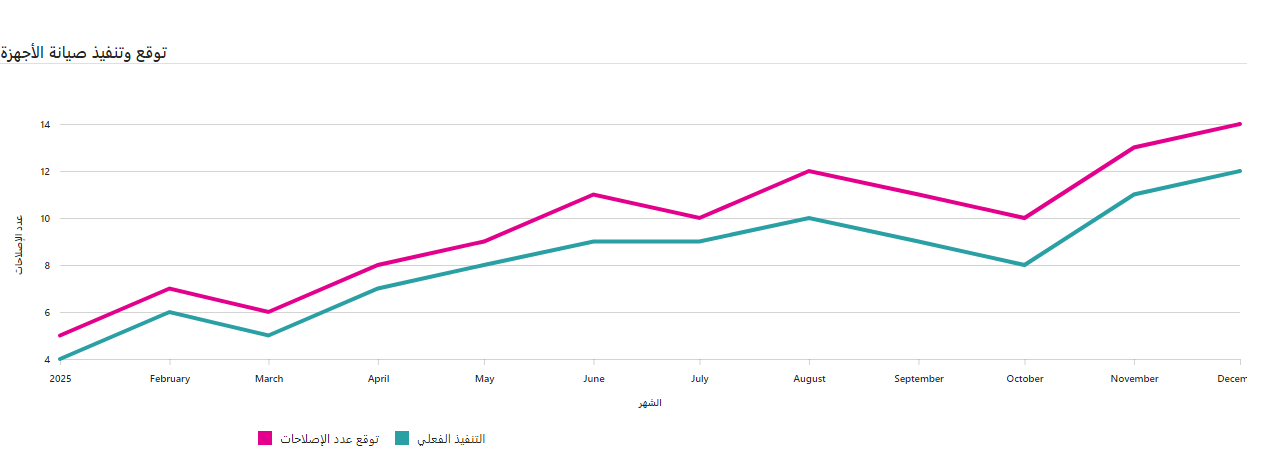 توقع وتنفيذ صيانة الأجهزة
عدد الإصلاحات
14
12
10
8
6
4
2025 February March April May June July August September October November Decem
الشهر
توقع عدد الإصلاحات التنفيذ الفعلي